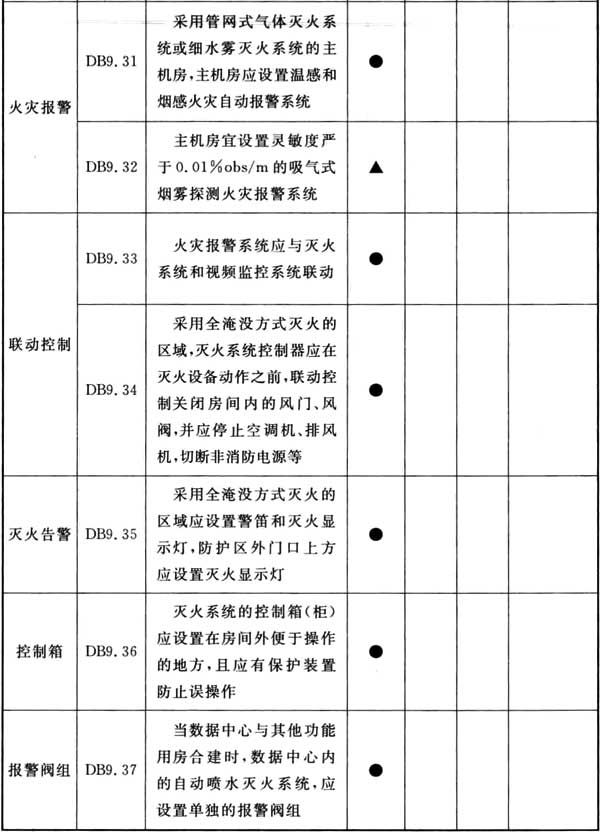 火灾报警
DB9.31
采用管网式气体灭火系
统或细水雾灭火系统的主
机房,主机房应设置温感和
烟感火灾自动报警系统
●
DB9.32
主机房宜设置灵敏度严
于0.01%obs/m的吸气式
烟雾探测火灾报警系统
▲
联动控制
DB9.33
火灾报警系统应与灭火
系统和视频监控系统联动
●
DB9.34
采用全淹没方式灭火的
区域,灭火系统控制器应在
灭火设备动作之前,联动控
制关闭房间内的风门、风
阀,并应停止空调机、排风
机,切断非消防电源等
●
灭火告警
DB9.35
采用全淹没方式灭火的
区域应设置警笛和灭火显
示灯,防护区外门口上方
应设置灭火显示灯
●
控制箱
DB9.36
灭火系统的控制箱(柜)
应设置在房间外便于操作
的地方,且应有保护装置
防止误操作
●
报警阀组
DB9.37
当数据中心与其他功能
用房合建时,数据中心内
的自动喷水灭火系统,应
设置单独的报警阀组
●